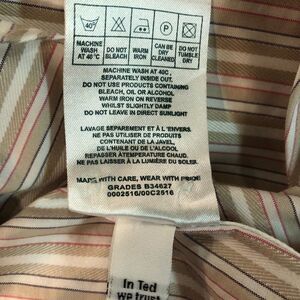 40°
MACHINE WASH AT 40°C
DO NOT BLEACH
WARM IRON
CAN BE DRY CLEANED
DO NOT TUMBLE DRY
MACHINE WASH AT 40C,
SEPARATELY INSIDE OUT.
DO NOT USE PRODUCTS CONTAINING
BLEACH, OIL OR ALCOHOL
WARM IRON ON REVERSE
WHILST SLIGHTLY DAMP
DO NOT LEAVE IN DIRECT SUNLIGHT
LAVAGE SEPAREMENT ET À L'ENVERS.
NE PAS UTILISER DE PRODUITS
CONTENANT DE LA JAVEL,
DE L'HUILE OU DE L'ALCOOL
REPASSER ÀTEMPERATURE CHAUD.
NE PAS LAISSER À LA LUMIÈRE DU SOLEIL
MADE WITH CARE, WEAR WITH PRIDE
GRADES B34627
0002516/00C2516
In Ted
we trust